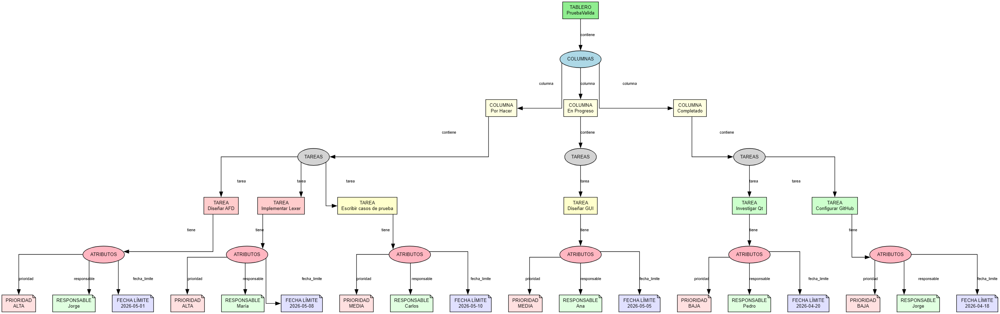 TABLERO
PruebaValida
contiene
COLUMNAS
columna
columna
columna
COLUMNA
Por Hacer
COLUMNA
En Progreso
COLUMNA
Completado
contiene
contiene
contiene
TAREAS
TAREAS
TAREAS
tarea
tarea
tarea
tarea
tarea
tarea
TAREA
Diseñar AFD
TAREA
Implementar Lexer
TAREA
Escribir casos de prueba
TAREA
Diseñar GUI
TAREA
Investigar Qt
TAREA
Configurar GitHub
tiene
tiene
tiene
tiene
tiene
tiene
ATRIBUTOS
ATRIBUTOS
ATRIBUTOS
ATRIBUTOS
ATRIBUTOS
ATRIBUTOS
prioridad
responsable
fecha_limite
prioridad
responsable
fecha_limite
prioridad
responsable
fecha_limite
prioridad
responsable
fecha_limite
prioridad
responsable
fecha_limite
prioridad
responsable
fecha_limite
PRIORIDAD
ALTA
RESPONSABLE
Jorge
FECHA LÍMITE
2026-05-01
PRIORIDAD
ALTA
RESPONSABLE
María
FECHA LÍMITE
2026-05-08
PRIORIDAD
MEDIA
RESPONSABLE
Carlos
FECHA LÍMITE
2026-05-10
PRIORIDAD
MEDIA
RESPONSABLE
Ana
FECHA LÍMITE
2026-05-05
PRIORIDAD
BAJA
RESPONSABLE
Pedro
FECHA LÍMITE
2026-04-20
PRIORIDAD
BAJA
RESPONSABLE
Jorge
FECHA LÍMITE
2026-04-18